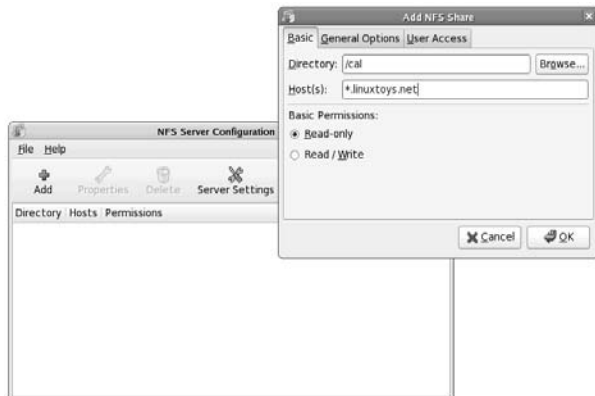 Add NFS Share
Basic General Options User Access
Directory: /cal Browse...
Host(s): *.linuxtoys.net
Basic Permissions:
Read-only
Read / Write
Cancel OK
NFS Server Configuration
File Help
Add Properties Delete Server Settings
Directory Hosts Permissions